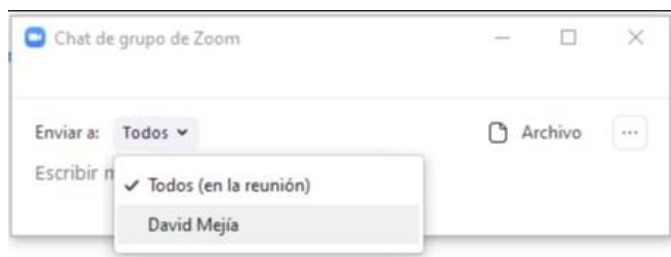 Chat de grupo de Zoom
Enviar a: Todos Archivo ...
Escribir
Todos (en la reunión)
David Mejía